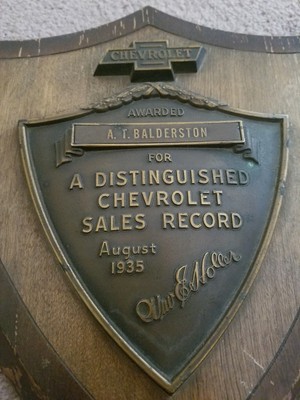 CHEVROLET
AWARDED
A. T. BALDERSTON
FOR
A DISTINGUISHED
CHEVROLET
SALES RECORD
August
1935
Wm E Holler